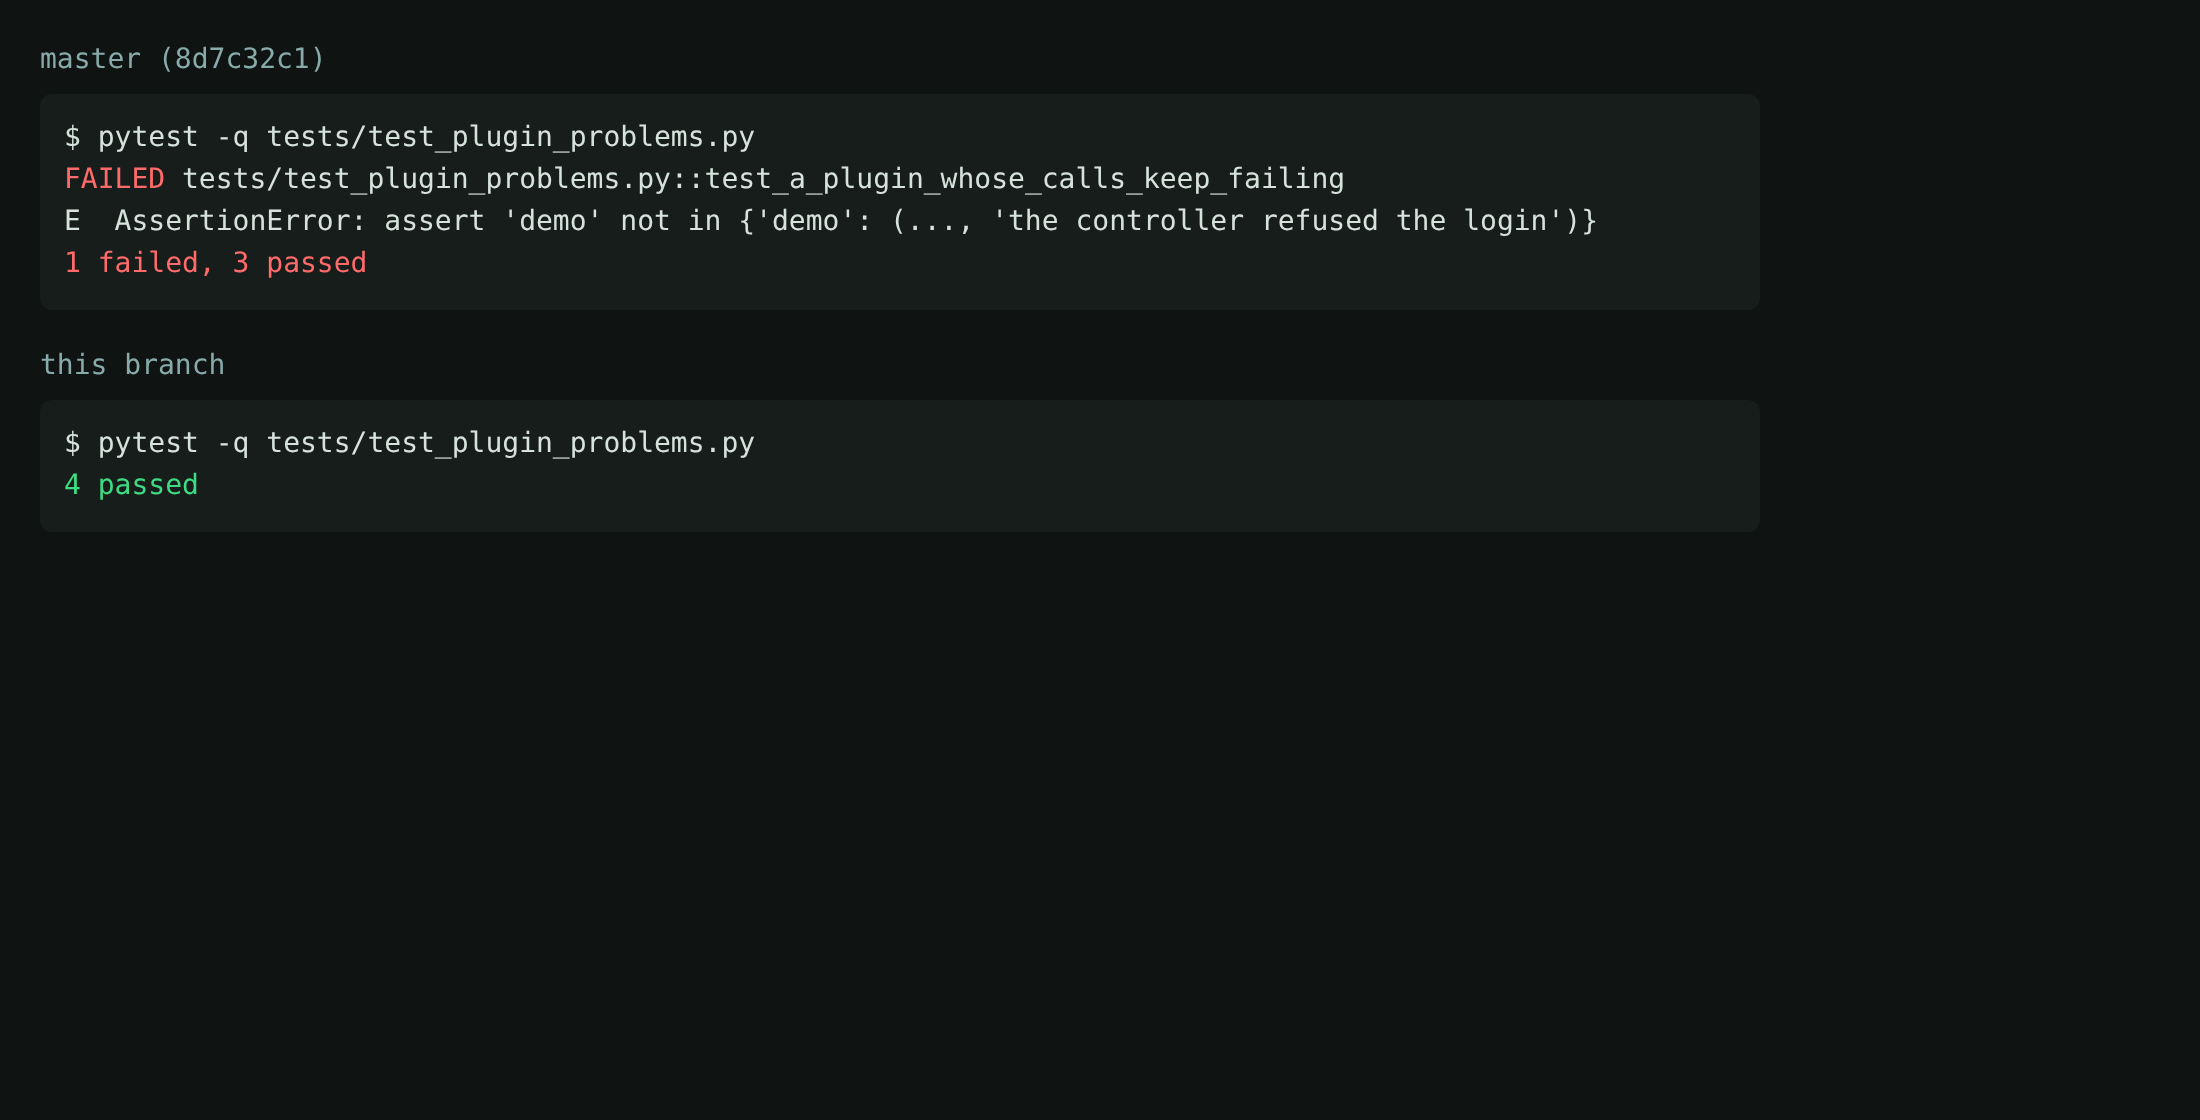 master (8d7c32c1)
$ pytest -q tests/test_plugin_problems.py
FAILED tests/test_plugin_problems.py::test_a_plugin_whose_calls_keep_failing
E  AssertionError: assert 'demo' not in {'demo': (..., 'the controller refused the login')}
1 failed, 3 passed
this branch
$ pytest -q tests/test_plugin_problems.py
4 passed